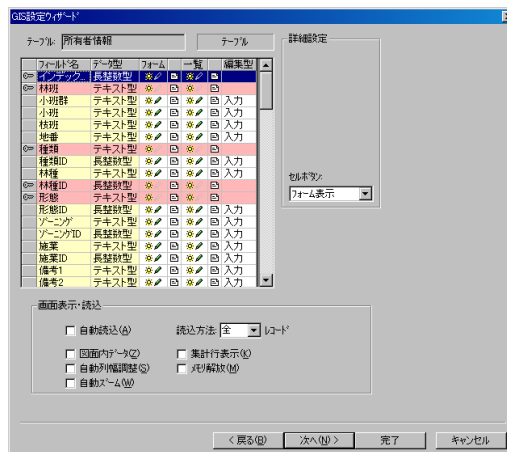 GIS設定ウィザード
テーブル: 所有者情報 テーブル
詳細設定
フィールド名 データ型 フォーム 一覧 編集型
インデック... 長整数型
林班 テキスト型
小班群 テキスト型 入力
小班 テキスト型 入力
枝班 テキスト型 入力
地番 テキスト型 入力
種類 テキスト型
種類ID 長整数型 入力
林種 テキスト型 入力
林種ID 長整数型
形態 テキスト型
形態ID 長整数型 入力
ゾーニング テキスト型 入力
ゾーニングID 長整数型 入力
施業 テキスト型 入力
施業ID 長整数型 入力
備考1 テキスト型 入力
備考2 テキスト型 入力
セルボタン:
フォーム表示
画面表示・読込
自動読込(A) 読込方法: 全 レコード
図面内データ(Z) 集計行表示(K)
自動列幅調整(S) メモリ解放(M)
自動ズーム(W)
< 戻る(B) 次へ(N) > 完了 キャンセル